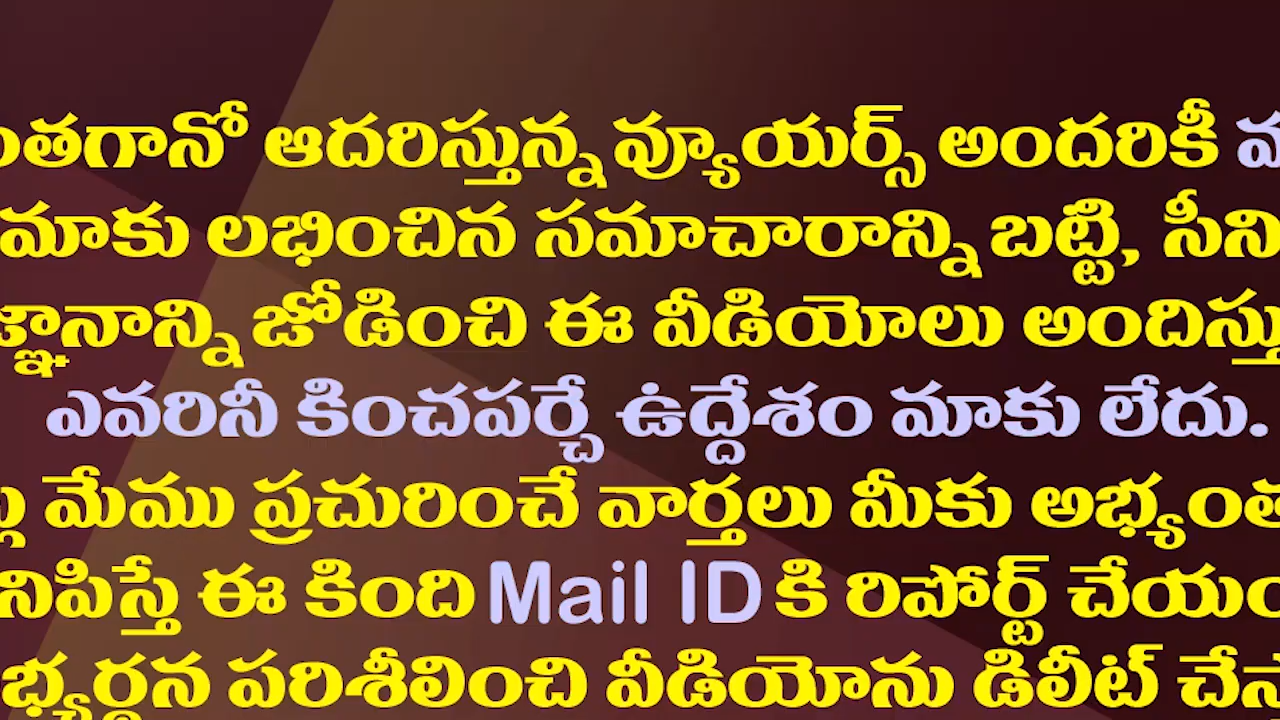 ంతగానో ఆదరిస్తున్న వ్యూయర్స్ అందరికీ
మాకు లభించిన సమాచారాన్ని బట్టి, సీని
జ్ఞానాన్ని జోడించి ఈ వీడియోలు అందిస్తు
ఎవరినీ కించపర్చే ఉద్దేశం మాకు లేదు.
మేము ప్రచురించే వార్తలు మీకు అభ్యంత
నిపిస్తే ఈ కింది Mail ID కి రిపోర్ట్ చేయం
భ్యర్థన పరిశీలించి వీడియోను డిలీట్ చేస